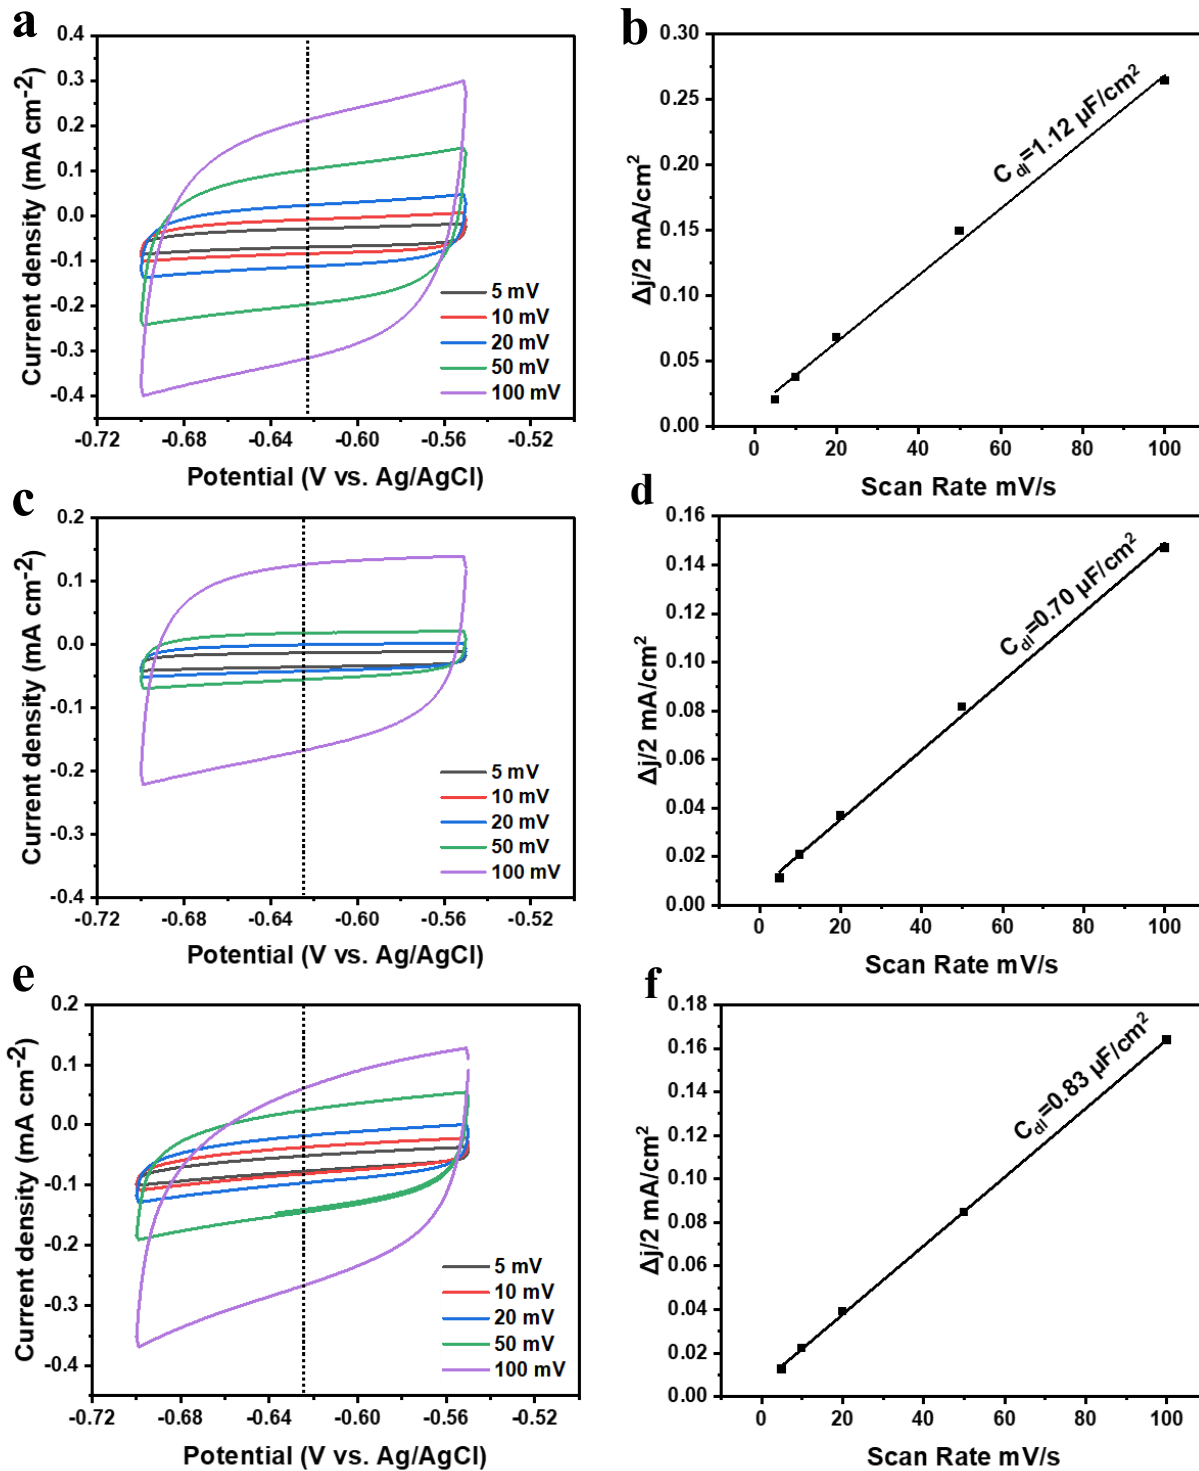 a
0.4
0.3
0.2
0.1
0.0
-0.1
-0.2
-0.3
-0.4
Current density (mA cm-2)
5 mV
10 mV
20 mV
50 mV
100 mV
-0.72 -0.68 -0.64 -0.60 -0.56 -0.52
Potential (V vs. Ag/AgCl)
b
0.30
0.25
0.20
0.15
0.10
0.05
0.00
Δj/2 mA/cm2
Cdl=1.12 μF/cm2
0 20 40 60 80 100
Scan Rate mV/s
c
0.2
0.1
0.0
-0.1
-0.2
-0.3
-0.4
Current density (mA cm-2)
5 mV
10 mV
20 mV
50 mV
100 mV
-0.72 -0.68 -0.64 -0.60 -0.56 -0.52
Potential (V vs. Ag/AgCl)
d
0.16
0.14
0.12
0.10
0.08
0.06
0.04
0.02
0.00
Δj/2 mA/cm2
Cdl=0.70 μF/cm2
0 20 40 60 80 100
Scan Rate mV/s
e
0.2
0.1
0.0
-0.1
-0.2
-0.3
-0.4
Current density (mA cm-2)
5 mV
10 mV
20 mV
50 mV
100 mV
-0.72 -0.68 -0.64 -0.60 -0.56 -0.52
Potential (V vs. Ag/AgCl)
f
0.18
0.16
0.14
0.12
0.10
0.08
0.06
0.04
0.02
0.00
Δj/2 mA/cm2
Cdl=0.83 μF/cm2
0 20 40 60 80 100
Scan Rate mV/s